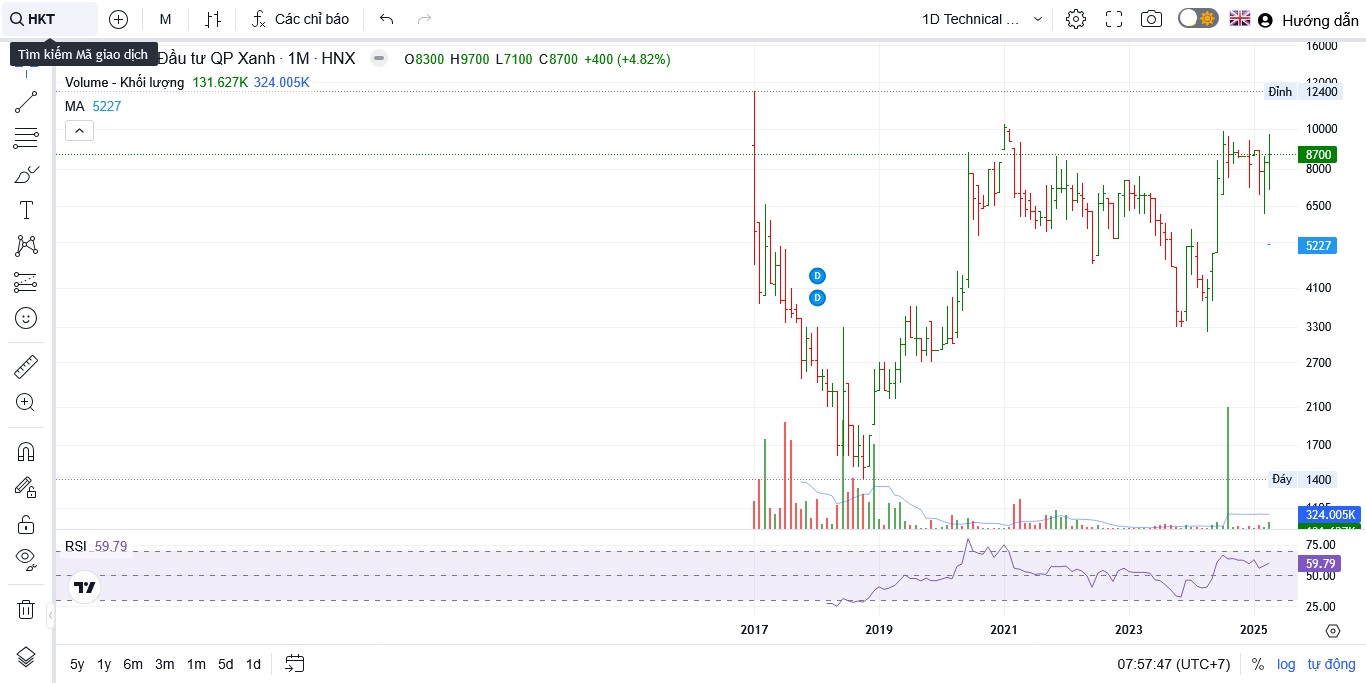 HKT
M
Các chỉ báo
1D Technical ...
Hướng dẫn
Tìm kiếm Mã giao dịch
Đầu tư QP Xanh · 1M · HNX
O8300 H9700 L7100 C8700 +400 (+4.82%)
Volume - Khối lượng 131.627K 324.005K
MA 5227
16000
12000
Đỉnh 12400
10000
8700
8000
6500
5227
4100
3300
2700
2100
1700
Đáy 1400
324.005K
D
D
RSI 59.79
75.00
59.79
50.00
25.00
2017 2019 2021 2023 2025
5y 1y 6m 3m 1m 5d 1d
07:57:47 (UTC+7) % log tự động